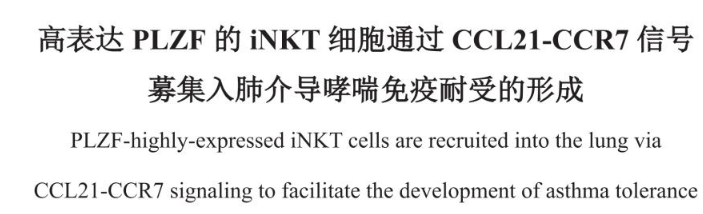 高表达 PLZF 的 iNKT 细胞通过 CCL21-CCR7 信号
募集入肺介导哮喘免疫耐受的形成
PLZF-highly-expressed iNKT cells are recruited into the lung via
CCL21-CCR7 signaling to facilitate the development of asthma tolerance